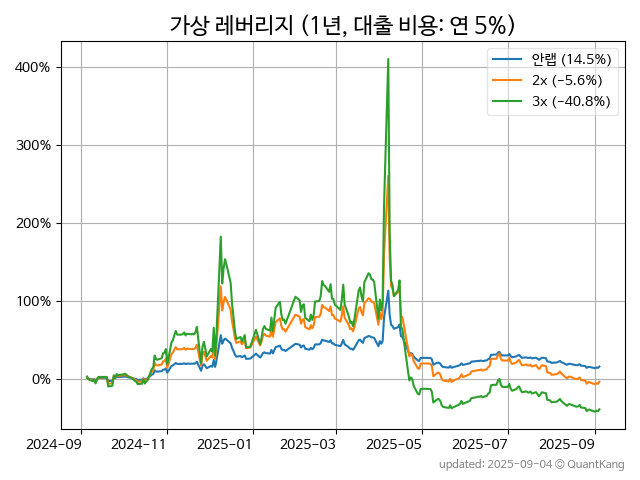 가상 레버리지 (1년, 대출 비용: 연 5%)
안랩 (14.5%)
2x (−5.6%)
3x (−40.8%)
400%
300%
200%
100%
0%
2024-09 2024-11 2025-01 2025-03 2025-05 2025-07 2025-09
updated: 2025-09-04 © QuantKang